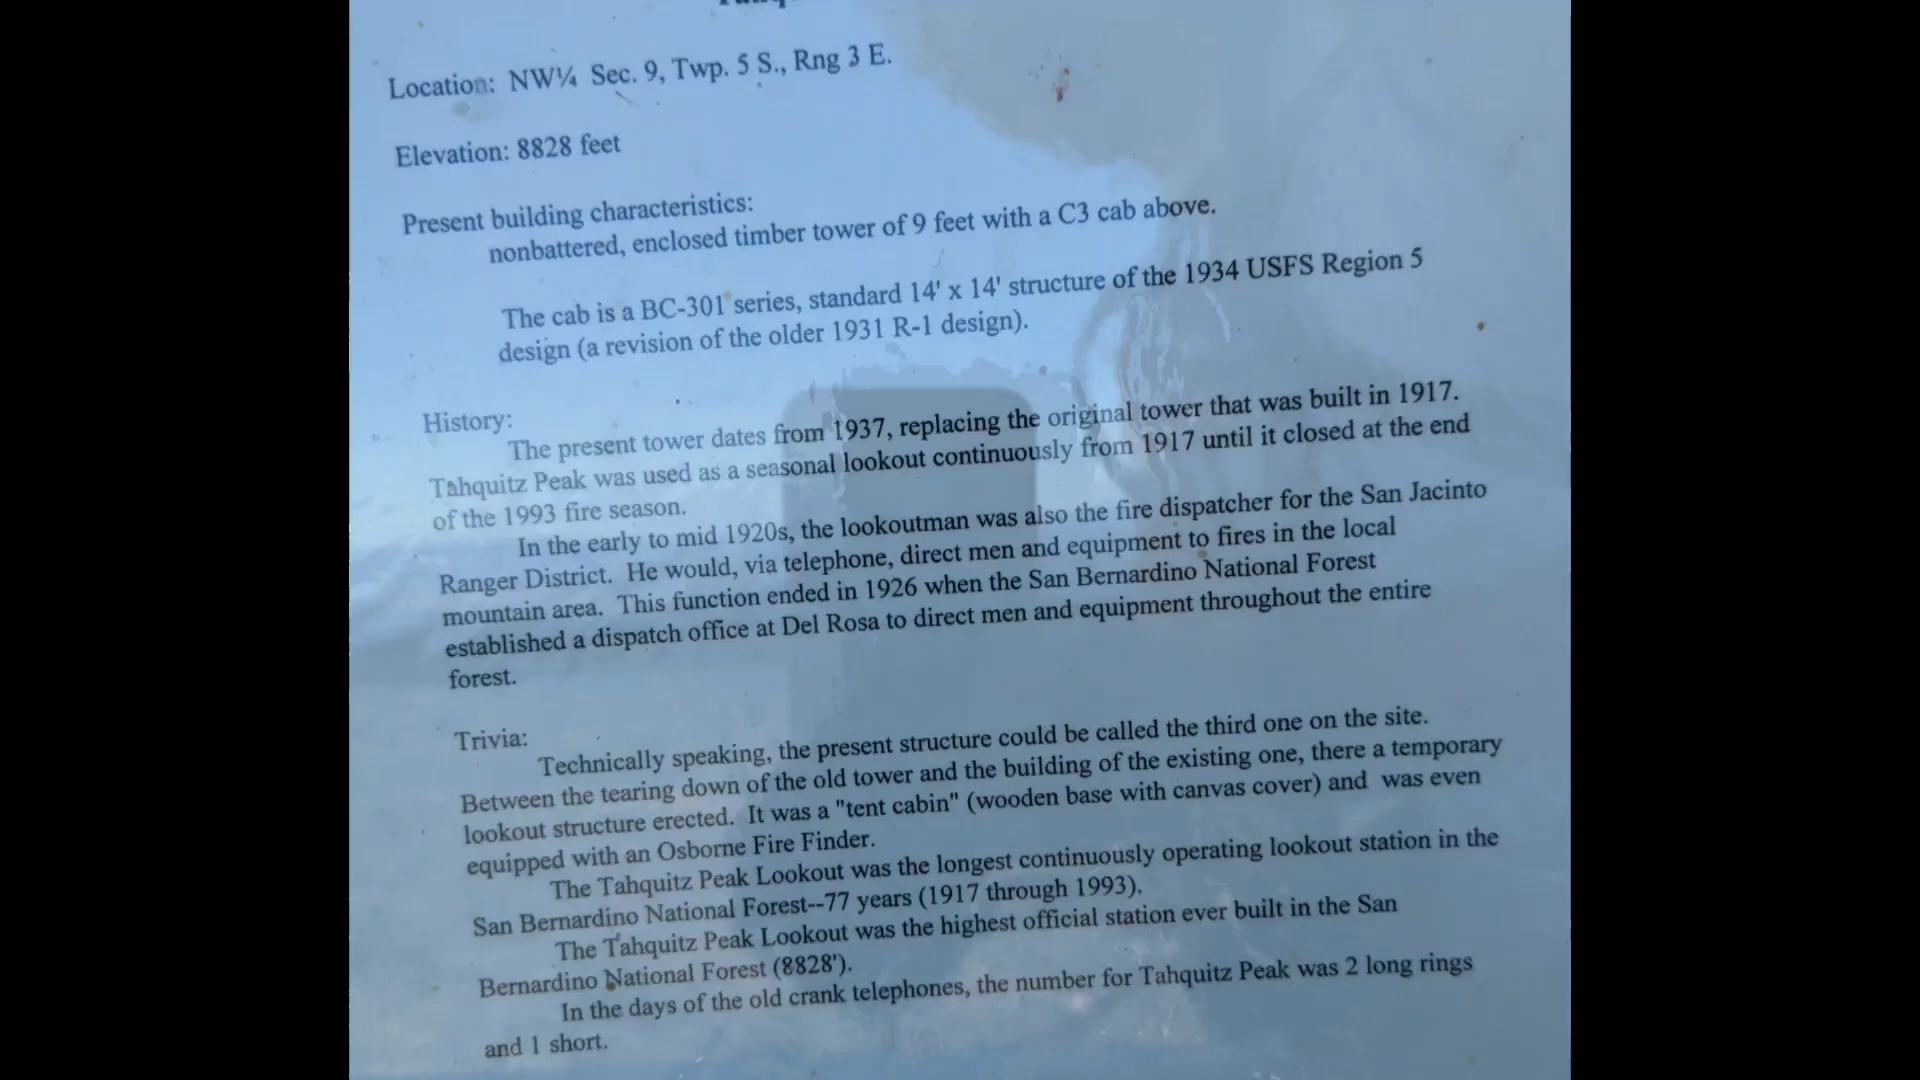 Location: NW¼ Sec. 9, Twp. 5 S., Rng 3 E.
Elevation: 8828 feet
Present building characteristics:
nonbattered, enclosed timber tower of 9 feet with a C3 cab above.
The cab is a BC-301 series, standard 14' x 14' structure of the 1934 USFS Region 5
design (a revision of the older 1931 R-1 design).
History:
The present tower dates from 1937, replacing the original tower that was built in 1917.
Tahquitz Peak was used as a seasonal lookout continuously from 1917 until it closed at the end
of the 1993 fire season.
In the early to mid 1920s, the lookoutman was also the fire dispatcher for the San Jacinto
Ranger District. He would, via telephone, direct men and equipment to fires in the local
mountain area. This function ended in 1926 when the San Bernardino National Forest
established a dispatch office at Del Rosa to direct men and equipment throughout the entire
forest.
Trivia:
Technically speaking, the present structure could be called the third one on the site.
Between the tearing down of the old tower and the building of the existing one, there a temporary
lookout structure erected. It was a "tent cabin" (wooden base with canvas cover) and was even
equipped with an Osborne Fire Finder.
The Tahquitz Peak Lookout was the longest continuously operating lookout station in the
San Bernardino National Forest--77 years (1917 through 1993).
The Tahquitz Peak Lookout was the highest official station ever built in the San
Bernardino National Forest (8828').
In the days of the old crank telephones, the number for Tahquitz Peak was 2 long rings
and 1 short.